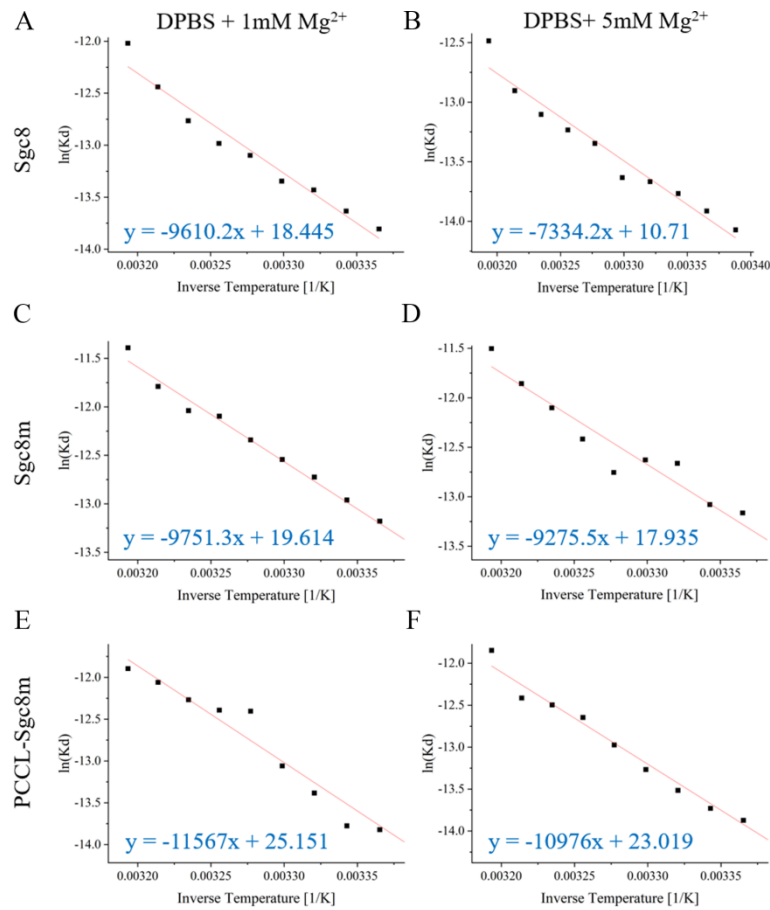 A
DPBS + 1mM Mg²⁺
B
DPBS+ 5mM Mg²⁺
Sgc8
ln(Kd)
-12.0
-12.5
-13.0
-13.5
-14.0
y = -9610.2x + 18.445
0.00320 0.00325 0.00330 0.00335
Inverse Temperature [1/K]
ln(Kd)
-12.5
-13.0
-13.5
-14.0
y = -7334.2x + 10.71
0.00320 0.00325 0.00330 0.00335 0.00340
Inverse Temperature [1/K]
C
D
Sgc8m
ln(Kd)
-11.5
-12.0
-12.5
-13.0
-13.5
y = -9751.3x + 19.614
0.00320 0.00325 0.00330 0.00335
Inverse Temperature [1/K]
ln(Kd)
-11.5
-12.0
-12.5
-13.0
-13.5
y = -9275.5x + 17.935
0.00320 0.00325 0.00330 0.00335
Inverse Temperature [1/K]
E
F
PCCL-Sgc8m
ln(Kd)
-12.0
-12.5
-13.0
-13.5
-14.0
y = -11567x + 25.151
0.00320 0.00325 0.00330 0.00335
Inverse Temperature [1/K]
ln(Kd)
-12.0
-12.5
-13.0
-13.5
-14.0
y = -10976x + 23.019
0.00320 0.00325 0.00330 0.00335
Inverse Temperature [1/K]